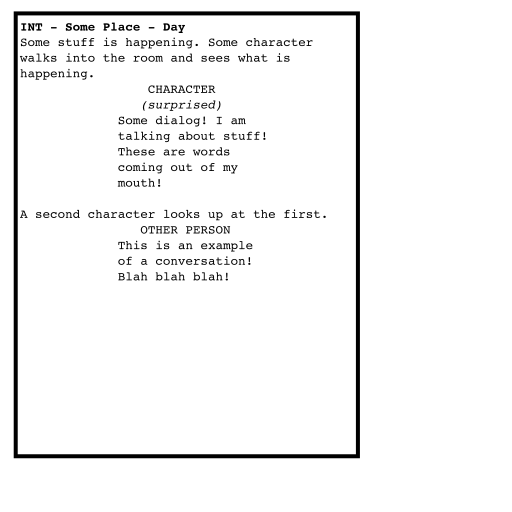 INT - Some Place - Day
Some stuff is happening. Some character
walks into the room and sees what is
happening.
CHARACTER
(surprised)
Some dialog! I am
talking about stuff!
These are words
coming out of my
mouth!
A second character looks up at the first.
OTHER PERSON
This is an example
of a conversation!
Blah blah blah!